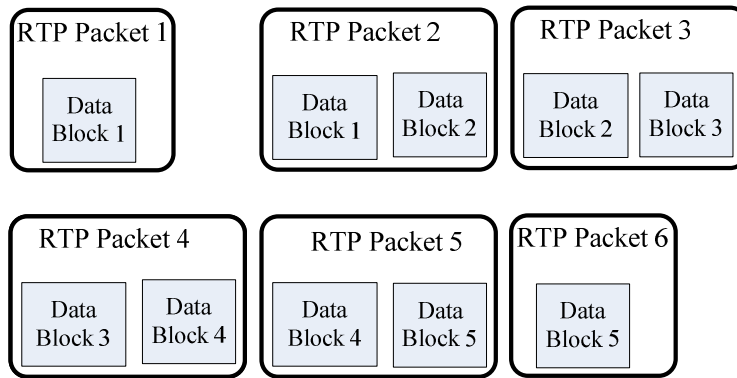 RTP Packet 1
Data
Block 1
RTP Packet 2
Data
Block 1
Data
Block 2
RTP Packet 3
Data
Block 2
Data
Block 3
RTP Packet 4
Data
Block 3
Data
Block 4
RTP Packet 5
Data
Block 4
Data
Block 5
RTP Packet 6
Data
Block 5